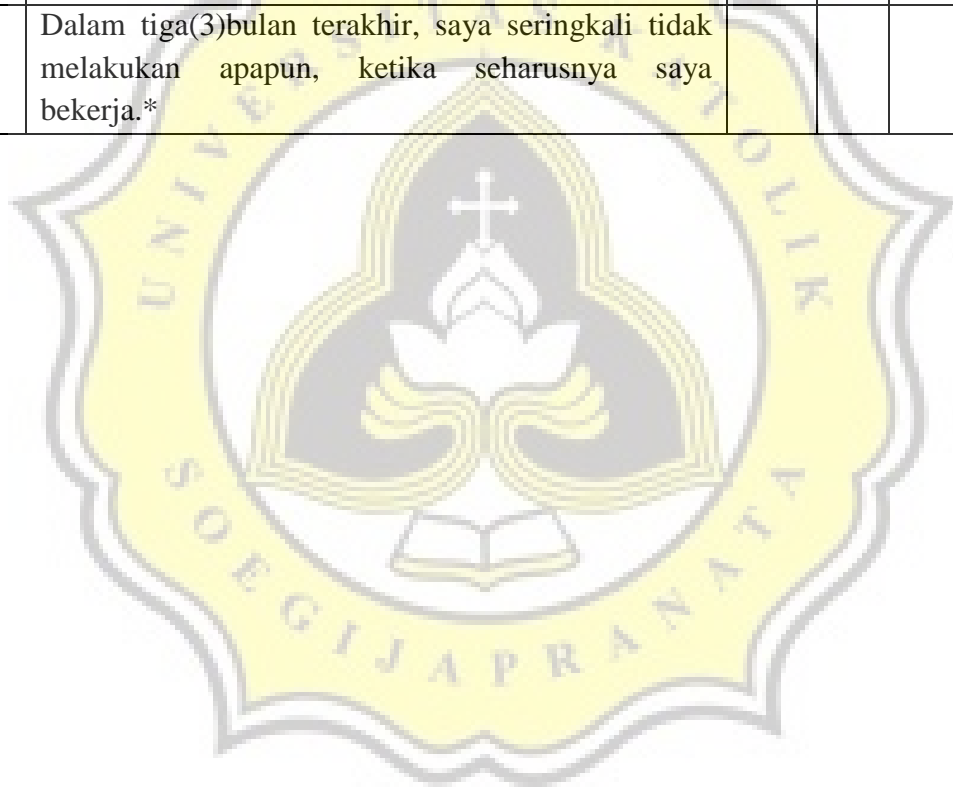 Dalam tiga(3)bulan terakhir, saya seringkali tidak
melakukan apapun, ketika seharusnya saya
bekerja.*
UNIVERSITAS KATOLIK
SOEGIJAPRANATA